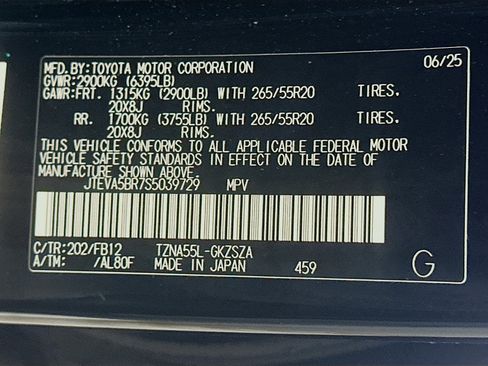 MFD.BY:TOYOTA MOTOR CORPORATION 06/25
GVWR:2900KG (6395LB)
GAWR:FRT. 1315KG (2900LB) WITH 265/55R20 TIRES.
20X8J RIMS.
RR. 1700KG (3755LB) WITH 265/55R20 TIRES.
20X8J RIMS.
THIS VEHICLE CONFORMS TO ALL APPLICABLE FEDERAL MOTOR
VEHICLE SAFETY STANDARDS IN EFFECT ON THE DATE OF
MANUFACTURE SHOWN ABOVE.
JTEVA5BR7S5039729 MPV
C/TR:202/FB12 TZNA55L-GKZSZA
A/TM: /AL80F MADE IN JAPAN 459 G